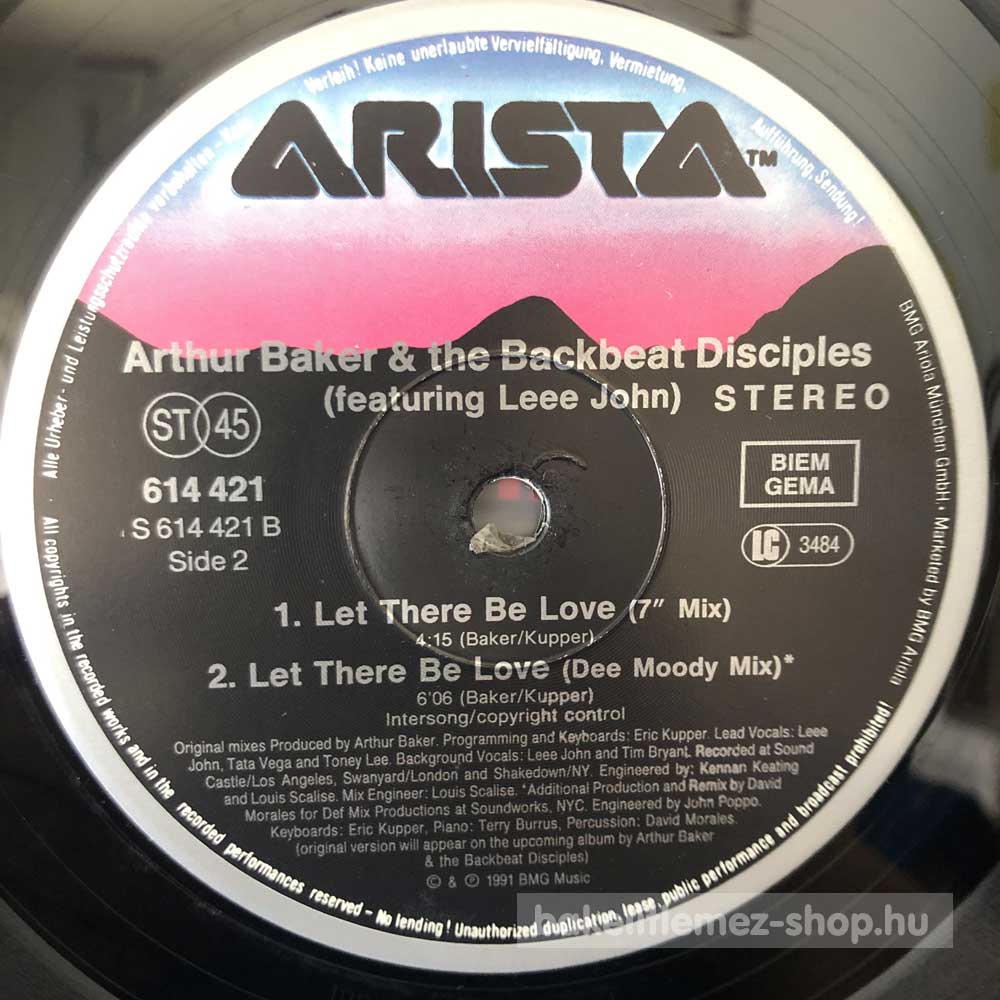 ARISTA™
Arthur Baker & the Backbeat Disciples
(featuring Leee John) STEREO
ST 45
BIEM
GEMA
614 421
S 614 421 B
Side 2
LC 3484
1. Let There Be Love (7" Mix)
4:15 (Baker/Kupper)
2. Let There Be Love (Dee Moody Mix)*
6'06 (Baker/Kupper)
Intersong/copyright control
Original mixes Produced by Arthur Baker. Programming and Keyboards: Eric Kupper. Lead Vocals: Leee
John, Tata Vega and Toney Lee. Background Vocals: Leee John and Tim Bryant. Recorded at Sound
Castle/Los Angeles, Swanyard/London and Shakedown/NY. Engineered by: Kennan Keating
and Louis Scalise. Mix Engineer: Louis Scalise. *Additional Production and Remix by David
Morales for Def Mix Productions at Soundworks, NYC. Engineered by John Poppo.
Keyboards: Eric Kupper, Piano: Terry Burrus, Percussion: David Morales.
(original version will appear on the upcoming album by Arthur Baker
& the Backbeat Disciples)
© & ℗ 1991 BMG Music
Alle Urheber- und Leistungsschutzrechte vorbehalten - Kein Verleih! Keine unerlaubte Vervielfältigung, Vermietung, Aufführung, Sendung!
BMG Ariola München GmbH • Marketed by BMG Ariola
All copyrights in the recorded works and in the recorded performances reserved – No lending! Unauthorized duplication, lease, public performance and broadcast prohibited!
bakelitlemez-shop.hu